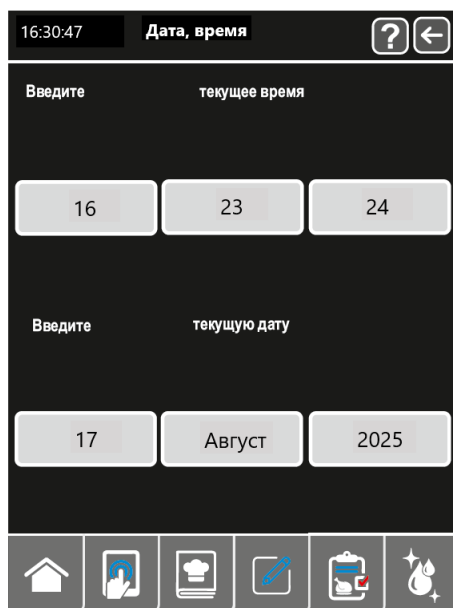 16:30:47 Дата, время ?
Введите текущее время
16 23 24
Введите текущую дату
17 Август 2025